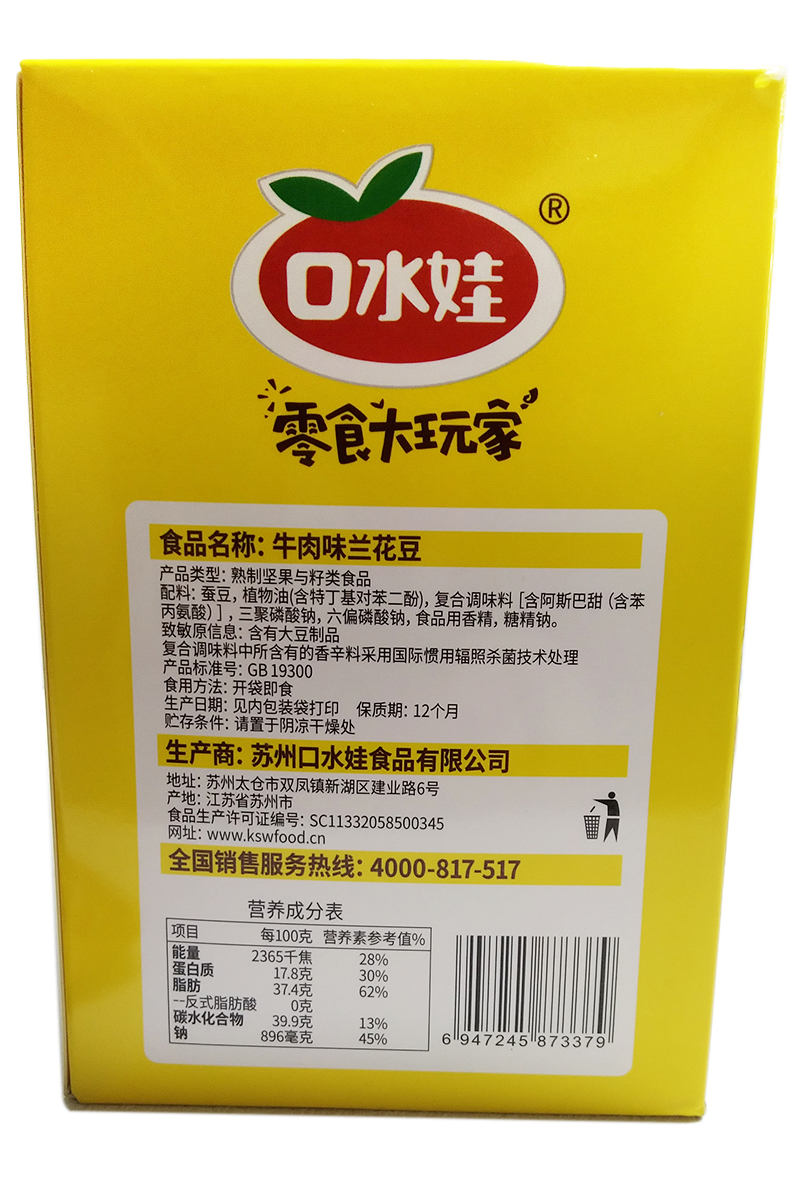 口水娃®
零食大玩家
食品名称：牛肉味兰花豆
产品类型：熟制坚果与籽类食品
配料：蚕豆，植物油(含特丁基对苯二酚)，复合调味料［含阿斯巴甜（含苯
丙氨酸）］，三聚磷酸钠，六偏磷酸钠，食品用香精，糖精钠。
致敏原信息：含有大豆制品
复合调味料中所含有的香辛料采用国际惯用辐照杀菌技术处理
产品标准号：GB 19300
食用方法：开袋即食
生产日期：见内包装袋打印 保质期：12个月
贮存条件：请置于阴凉干燥处
生产商：苏州口水娃食品有限公司
地址：苏州太仓市双凤镇新湖区建业路6号
产地：江苏省苏州市
食品生产许可证编号：SC11332058500345
网址：www.kswfood.cn
全国销售服务热线：4000-817-517
营养成分表
项目 每100克 营养素参考值%
能量 2365千焦 28%
蛋白质 17.8克 30%
脂肪 37.4克 62%
--反式脂肪酸 0克
碳水化合物 39.9克 13%
钠 896毫克 45%
6 947245 873379